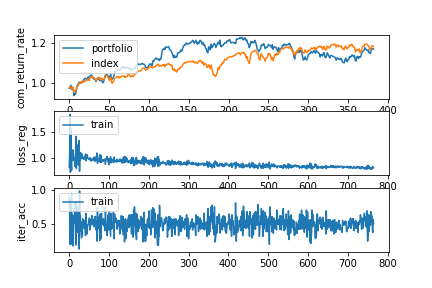 com_return_rate
1.2
1.0
portfolio
index
0 50 100 150 200 250 300 350 400
loss_reg
1.5
1.0
train
0 100 200 300 400 500 600 700 800
iter_acc
1.0
0.5
train
0 100 200 300 400 500 600 700 800